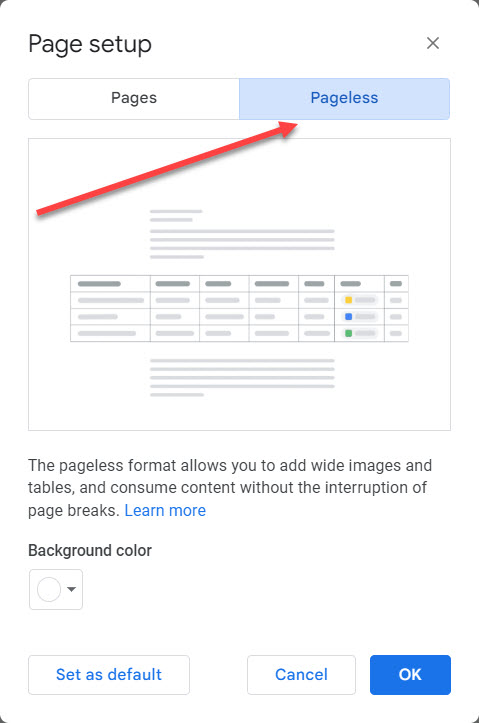 Page setup
Pages
Pageless
The pageless format allows you to add wide images and
tables, and consume content without the interruption of
page breaks. Learn more
Background color
Set as default
Cancel
OK